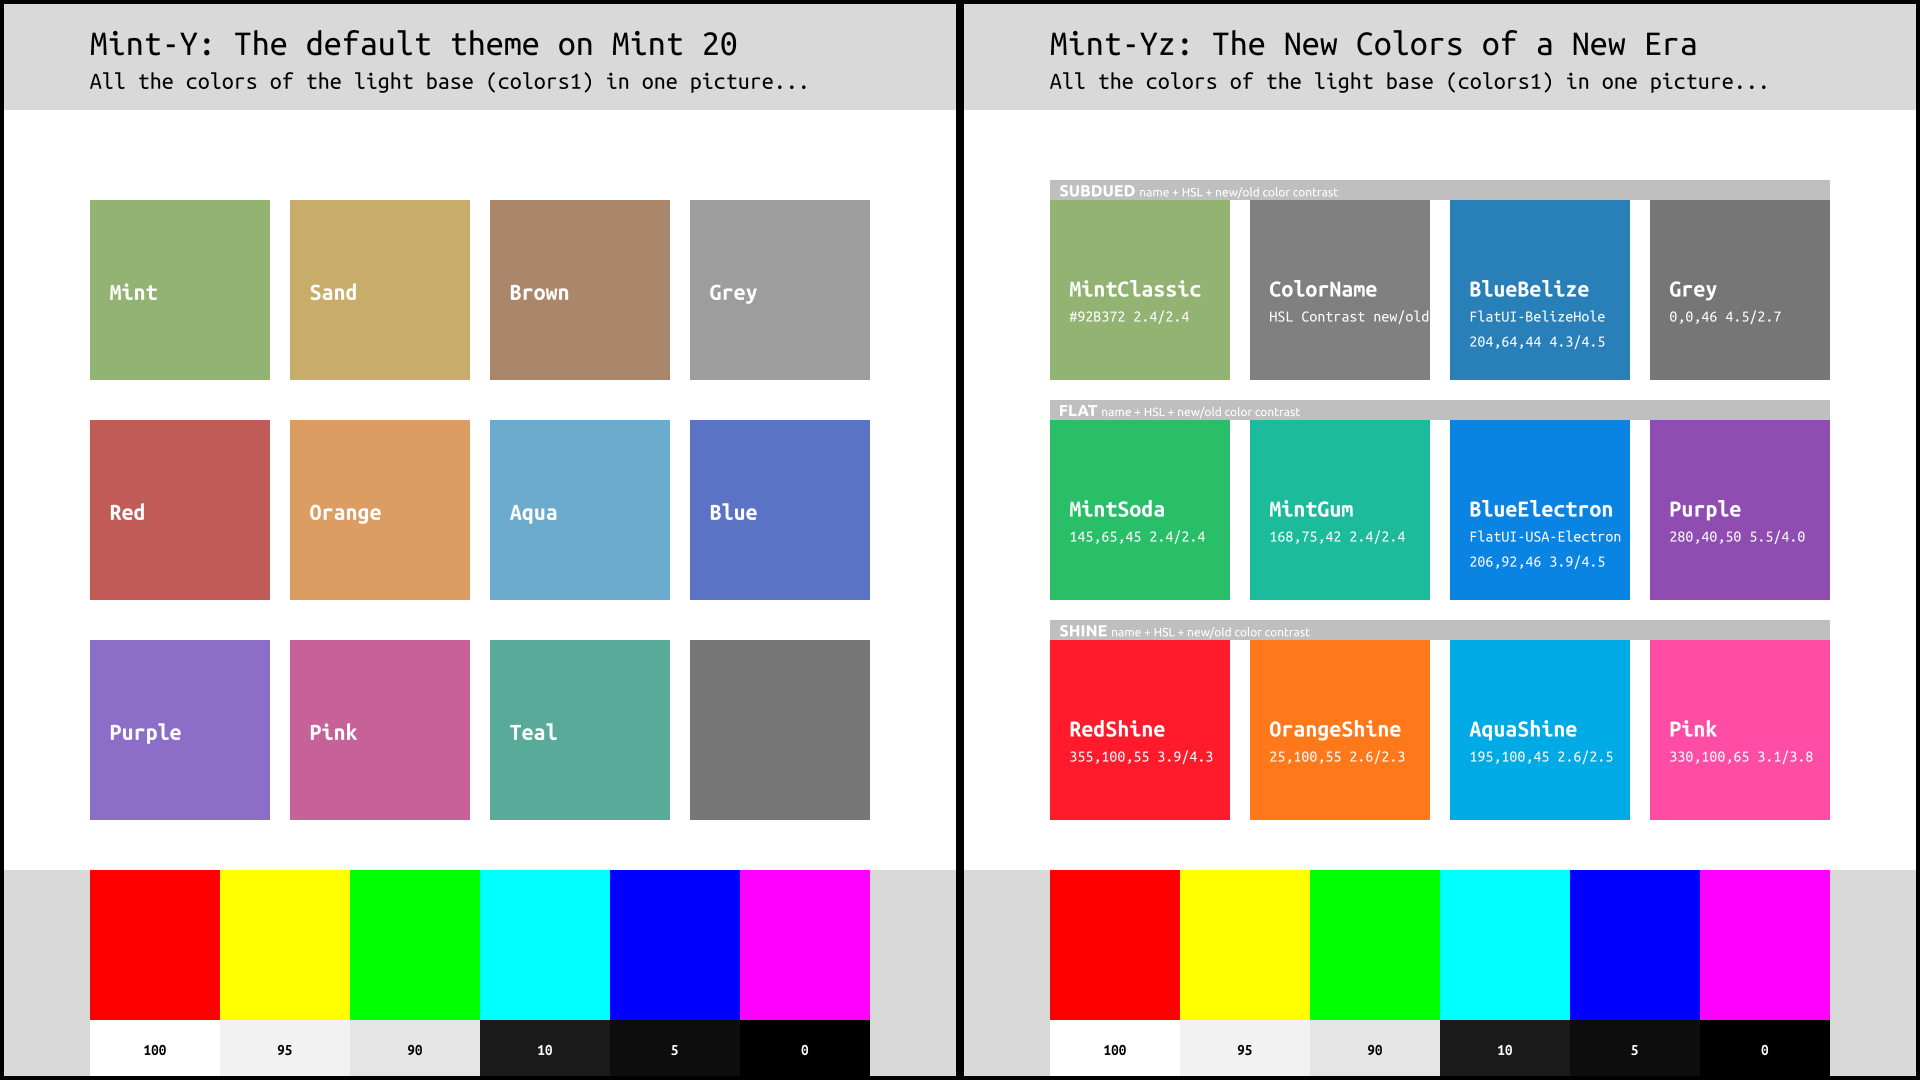 Mint-Y: The default theme on Mint 20
All the colors of the light base (colors1) in one picture...
Mint
Sand
Brown
Grey
Red
Orange
Aqua
Blue
Purple
Pink
Teal
100
95
90
10
5
0
Mint-Yz: The New Colors of a New Era
All the colors of the light base (colors1) in one picture...
SUBDUED name + HSL + new/old color contrast
MintClassic
#92B372 2.4/2.4
ColorName
HSL Contrast new/old
BlueBelize
FlatUI-BelizeHole
204,64,44 4.3/4.5
Grey
0,0,46 4.5/2.7
FLAT name + HSL + new/old color contrast
MintSoda
145,65,45 2.4/2.4
MintGum
168,75,42 2.4/2.4
BlueElectron
FlatUI-USA-Electron
206,92,46 3.9/4.5
Purple
280,40,50 5.5/4.0
SHINE name + HSL + new/old color contrast
RedShine
355,100,55 3.9/4.3
OrangeShine
25,100,55 2.6/2.3
AquaShine
195,100,45 2.6/2.5
Pink
330,100,65 3.1/3.8
100
95
90
10
5
0